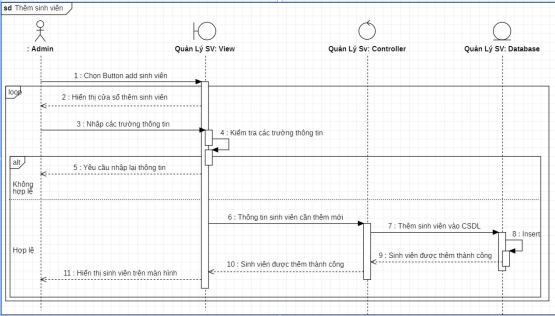 sd Thêm sinh viên
: Admin
Quản Lý SV: View
Quản Lý SV: Controller
Quản Lý SV: Database
1 : Chọn Button add sinh viên
loop
2 : Hiển thị cửa sổ thêm sinh viên
3 : Nhập các trường thông tin
4 : Kiểm tra các trường thông tin
alt
5 : Yêu cầu nhập lại thông tin
Không
hợp lệ
6 : Thông tin sinh viên cần thêm mới
7 : Thêm sinh viên vào CSDL
8 : Insert
Hợp lệ
9 : Sinh viên được thêm thành công
10 : Sinh viên được thêm thành công
11 : Hiển thị sinh viên trên màn hình